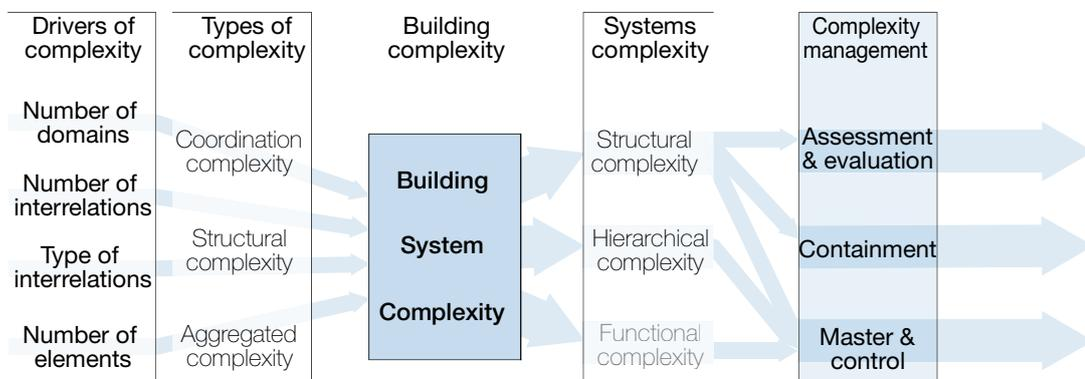 Drivers of
complexity
Types of
complexity
Building
complexity
Systems
complexity
Complexity
management
Number of
domains
Number of
interrelations
Type of
interrelations
Number of
elements
Coordination
complexity
Structural
complexity
Aggregated
complexity
Building
System
Complexity
Structural
complexity
Hierarchical
complexity
Functional
complexity
Assessment
& evaluation
Containment
Master &
control